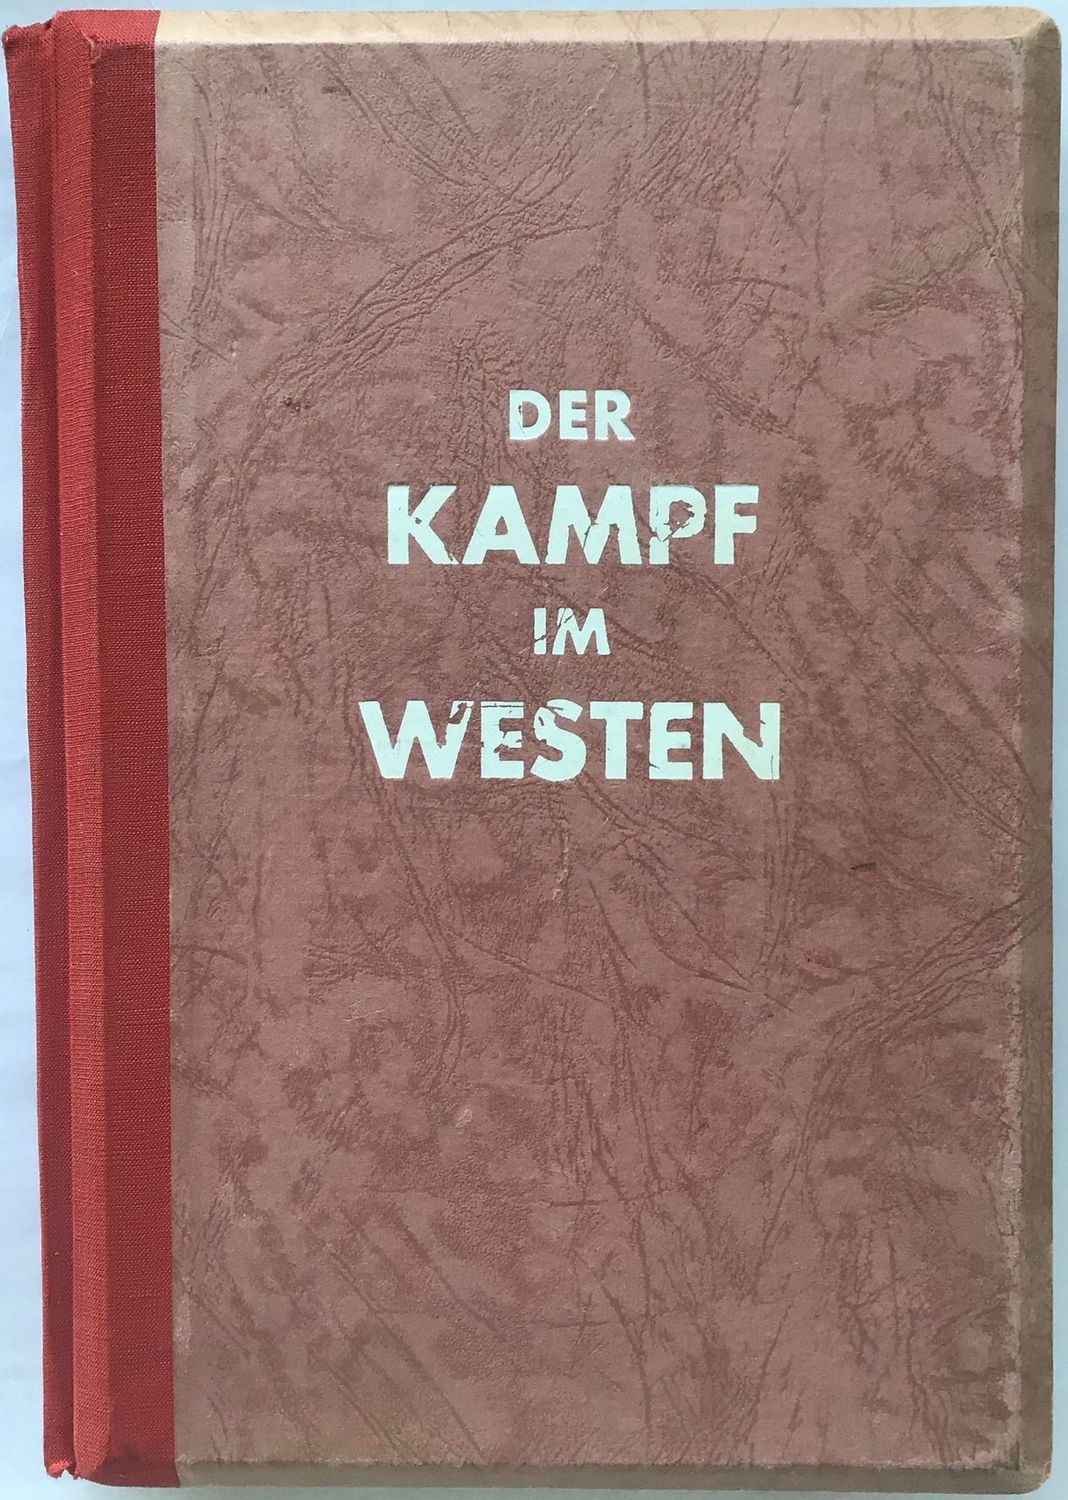 DER
KAMPF
IM
WESTEN